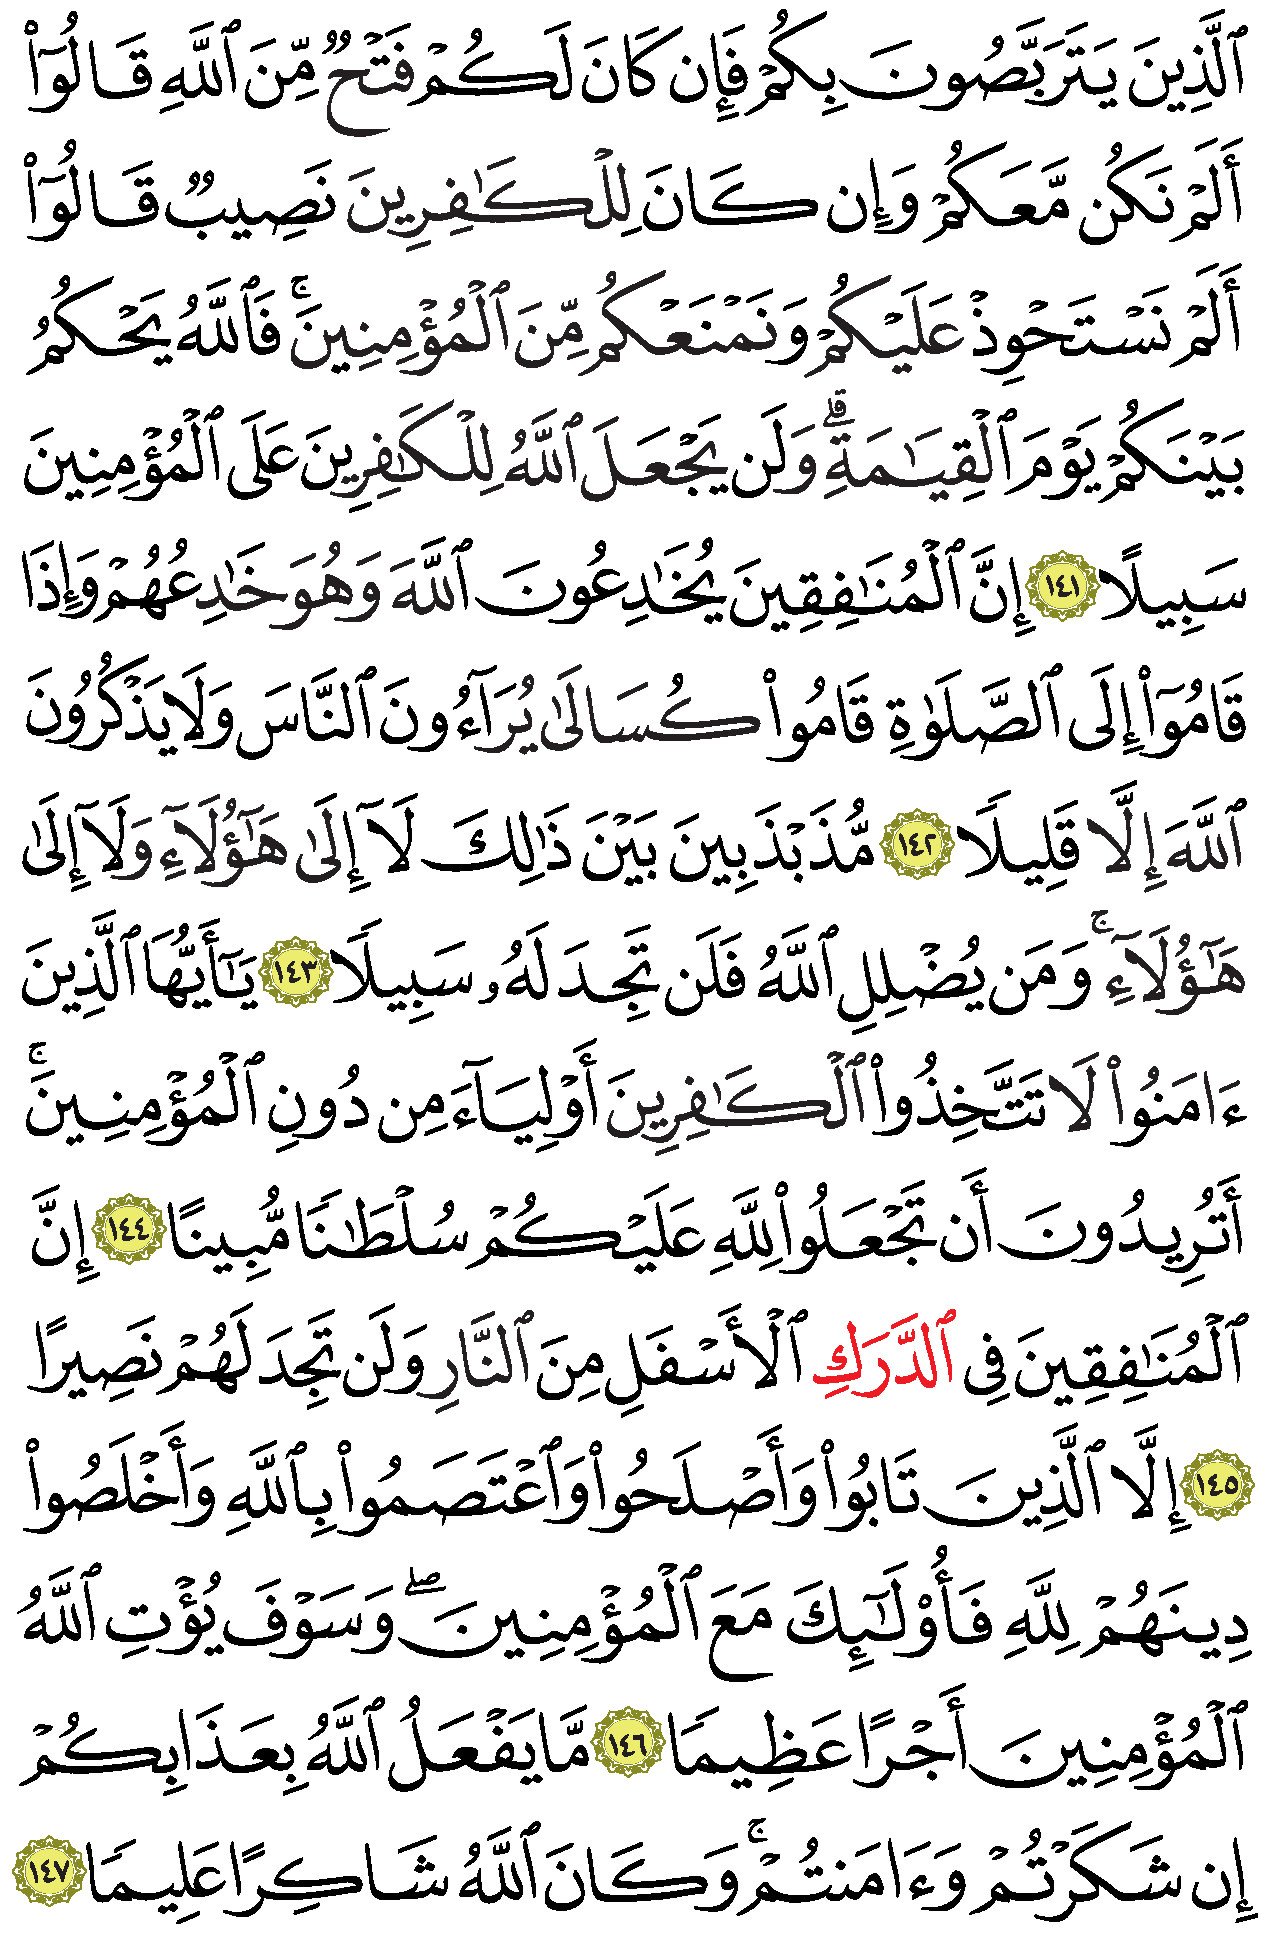 ٱلَّذِينَ يَتَرَبَّصُونَ بِكُمْ فَإِن كَانَ لَكُمْ فَتْحٌ مِّنَ ٱللَّهِ قَالُوٓا۟
أَلَمْ نَكُن مَّعَكُمْ وَإِن كَانَ لِلْكَـٰفِرِينَ نَصِيبٌ قَالُوٓا۟
أَلَمْ نَسْتَحْوِذْ عَلَيْكُمْ وَنَمْنَعْكُم مِّنَ ٱلْمُؤْمِنِينَ ۚ فَٱللَّهُ يَحْكُمُ
بَيْنَكُمْ يَوْمَ ٱلْقِيَـٰمَةِ ۗ وَلَن يَجْعَلَ ٱللَّهُ لِلْكَـٰفِرِينَ عَلَى ٱلْمُؤْمِنِينَ
سَبِيلًا ١٤١ إِنَّ ٱلْمُنَـٰفِقِينَ يُخَـٰدِعُونَ ٱللَّهَ وَهُوَ خَـٰدِعُهُمْ وَإِذَا
قَامُوٓا۟ إِلَى ٱلصَّلَوٰةِ قَامُوا۟ كُسَالَىٰ يُرَآءُونَ ٱلنَّاسَ وَلَا يَذْكُرُونَ
ٱللَّهَ إِلَّا قَلِيلًا ١٤٢ مُّذَبْذَبِينَ بَيْنَ ذَٰلِكَ لَآ إِلَىٰ هَـٰٓؤُلَآءِ وَلَآ إِلَىٰ
هَـٰٓؤُلَآءِ ۚ وَمَن يُضْلِلِ ٱللَّهُ فَلَن تَجِدَ لَهُۥ سَبِيلًا ١٤٣ يَـٰٓأَيُّهَا ٱلَّذِينَ
ءَامَنُوا۟ لَا تَتَّخِذُوا۟ ٱلْكَـٰفِرِينَ أَوْلِيَآءَ مِن دُونِ ٱلْمُؤْمِنِينَ ۚ
أَتُرِيدُونَ أَن تَجْعَلُوا۟ لِلَّهِ عَلَيْكُمْ سُلْطَـٰنًا مُّبِينًا ١٤٤ إِنَّ
ٱلْمُنَـٰفِقِينَ فِى ٱلدَّرَكِ ٱلْأَسْفَلِ مِنَ ٱلنَّارِ وَلَن تَجِدَ لَهُمْ نَصِيرًا
١٤٥ إِلَّا ٱلَّذِينَ تَابُوا۟ وَأَصْلَحُوا۟ وَٱعْتَصَمُوا۟ بِٱللَّهِ وَأَخْلَصُوا۟
دِينَهُمْ لِلَّهِ فَأُو۟لَـٰٓئِكَ مَعَ ٱلْمُؤْمِنِينَ ۖ وَسَوْفَ يُؤْتِ ٱللَّهُ
ٱلْمُؤْمِنِينَ أَجْرًا عَظِيمًا ١٤٦ مَّا يَفْعَلُ ٱللَّهُ بِعَذَابِكُمْ
إِن شَكَرْتُمْ وَءَامَنتُمْ ۚ وَكَانَ ٱللَّهُ شَاكِرًا عَلِيمًا ١٤٧